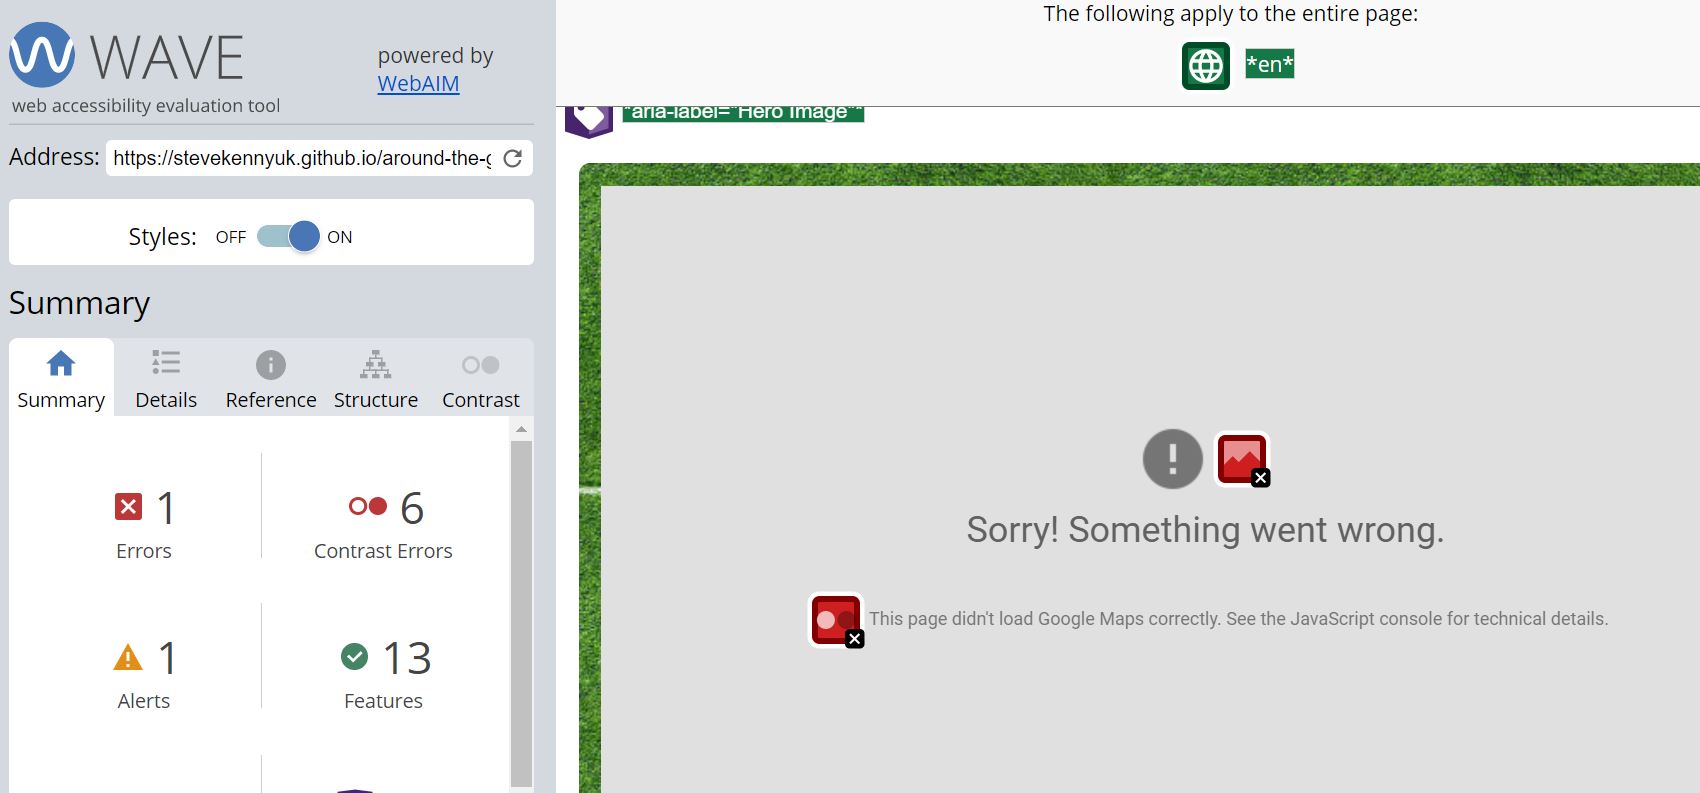 WAVE
powered by
WebAIM
web accessibility evaluation tool
Address: https://stevekennyuk.github.io/around-the-g
Styles: OFF ON
Summary
Summary Details Reference Structure Contrast
1 6
Errors Contrast Errors
1 13
Alerts Features
The following apply to the entire page:
*en*
*aria-label="Hero Image"*
Sorry! Something went wrong.
This page didn't load Google Maps correctly. See the JavaScript console for technical details.